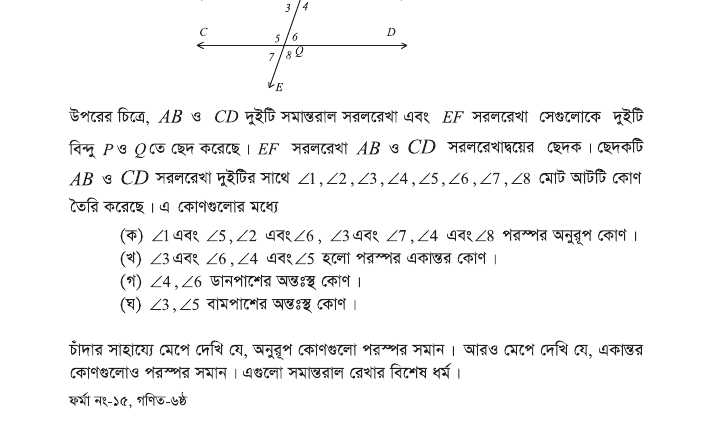 3 4
C D
5 6
7 8 Q
E
উপরের চিত্রে, AB ও CD দুইটি সমান্তরাল সরলরেখা এবং EF সরলরেখা সেগুলোকে দুইটি
বিন্দু P ও Q তে ছেদ করেছে। EF সরলরেখা AB ও CD সরলরেখাদ্বয়ের ছেদক। ছেদকটি
AB ও CD সরলরেখা দুইটির সাথে ∠1,∠2,∠3,∠4,∠5,∠6,∠7,∠8 মোট আটটি কোণ
তৈরি করেছে। এ কোণগুলোর মধ্যে
(ক) ∠1 এবং ∠5,∠2 এবং∠6, ∠3 এবং ∠7,∠4 এবং∠8 পরস্পর অনুরূপ কোণ।
(খ) ∠3 এবং ∠6,∠4 এবং∠5 হলো পরস্পর একান্তর কোণ।
(গ) ∠4,∠6 ডানপাশের অন্তঃস্থ কোণ।
(ঘ) ∠3,∠5 বামপাশের অন্তঃস্থ কোণ।
চাঁদার সাহায্যে মেপে দেখি যে, অনুরূপ কোণগুলো পরস্পর সমান। আরও মেপে দেখি যে, একান্তর
কোণগুলোও পরস্পর সমান। এগুলো সমান্তরাল রেখার বিশেষ ধর্ম।
ফর্মা নং-১৫, গণিত-৬ষ্ঠ